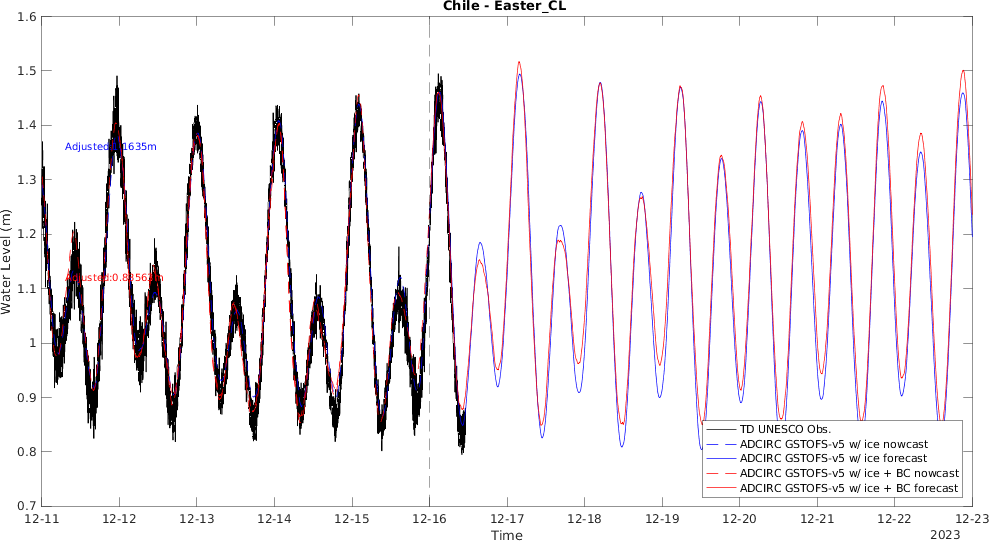 Chile - Easter_CL
1.6
1.5
1.4
1.3
1.2
1.1
1
0.9
0.8
0.7
Water Level (m)
TD UNESCO Obs.
ADCIRC GSTOFS-v5 w/ ice nowcast
ADCIRC GSTOFS-v5 w/ ice forecast
ADCIRC GSTOFS-v5 w/ ice + BC nowcast
ADCIRC GSTOFS-v5 w/ ice + BC forecast
12-11 12-12 12-13 12-14 12-15 12-16 12-17 12-18 12-19 12-20 12-21 12-22 12-23
Time
2023